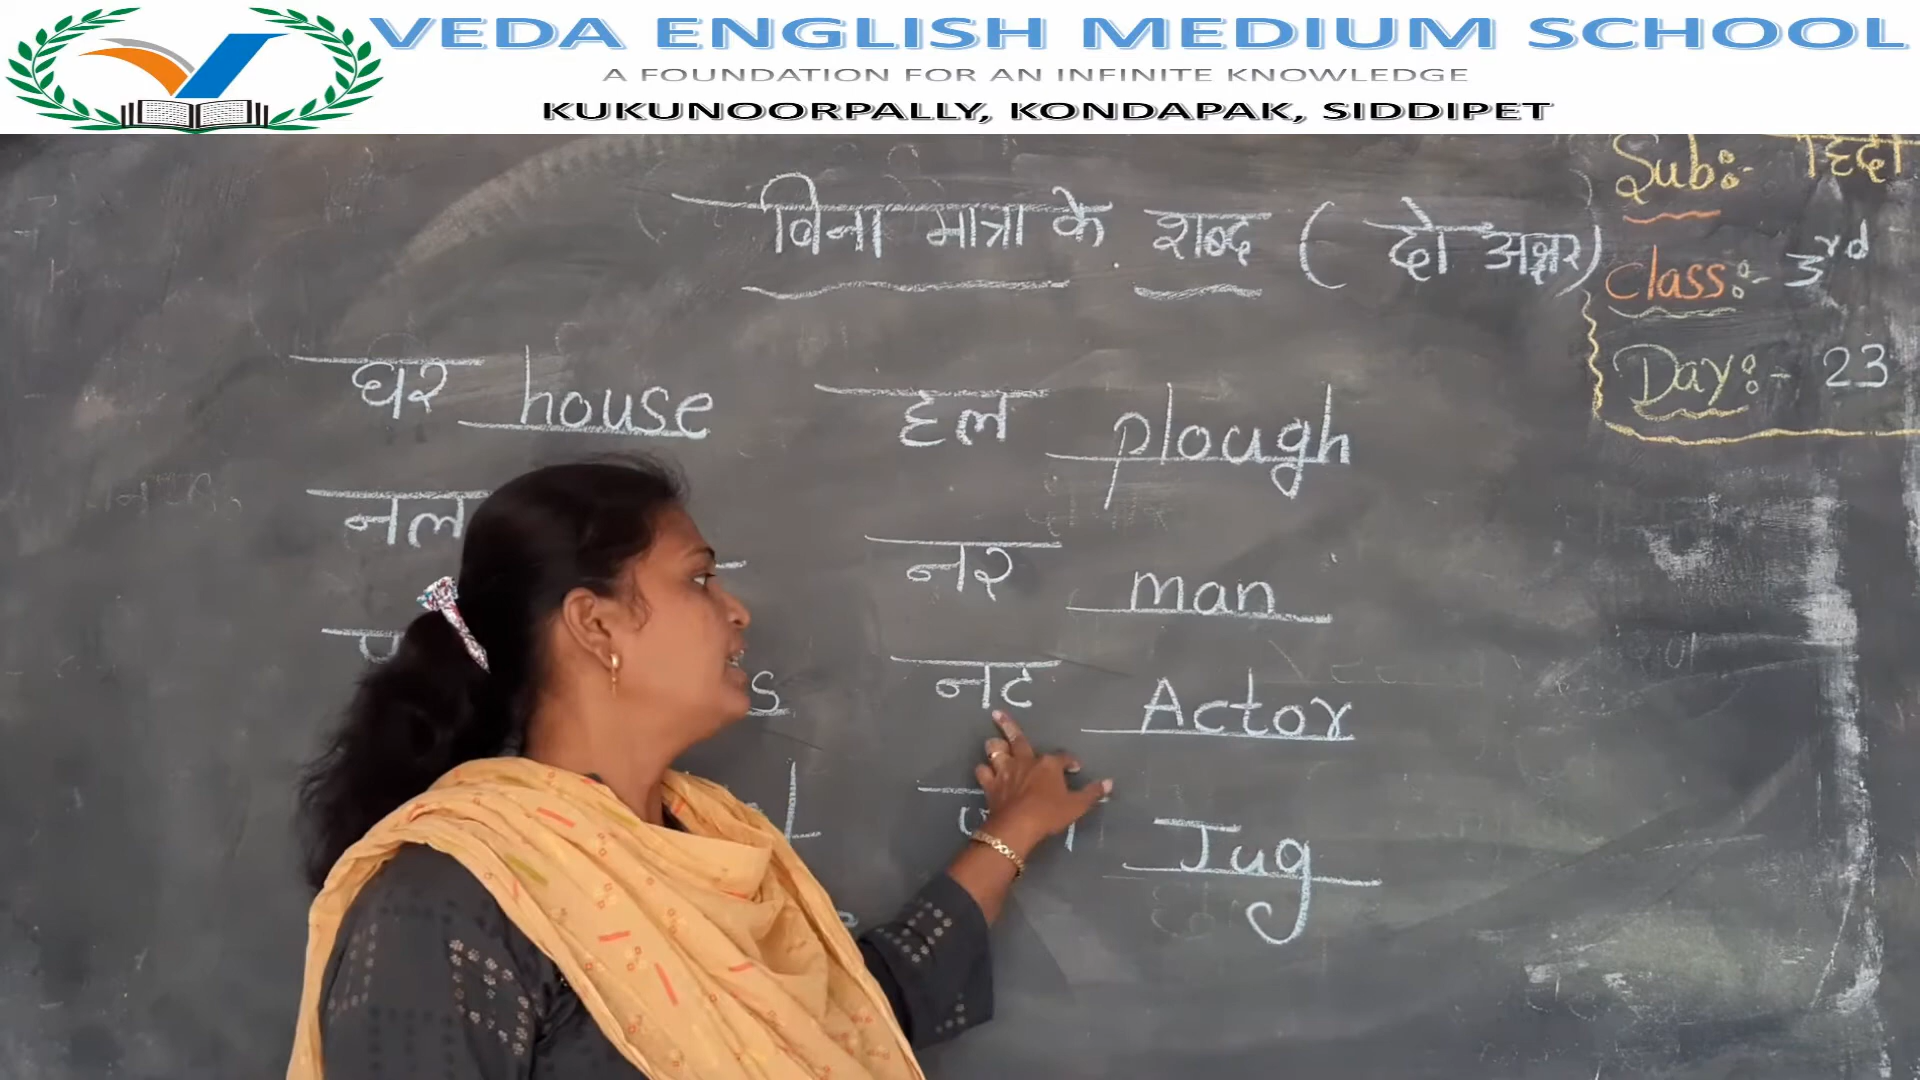 VEDA ENGLISH MEDIUM SCHOOL
A FOUNDATION FOR AN INFINITE KNOWLEDGE
KUKUNOORPALLY, KONDAPAK, SIDDIPET
Sub:- हिंदी
बिना मात्रा के शब्द ( दो अक्षर)
Class:- 3rd
Day:- 23
घर house
हल plough
नल
नर man
नट Actor
Jug